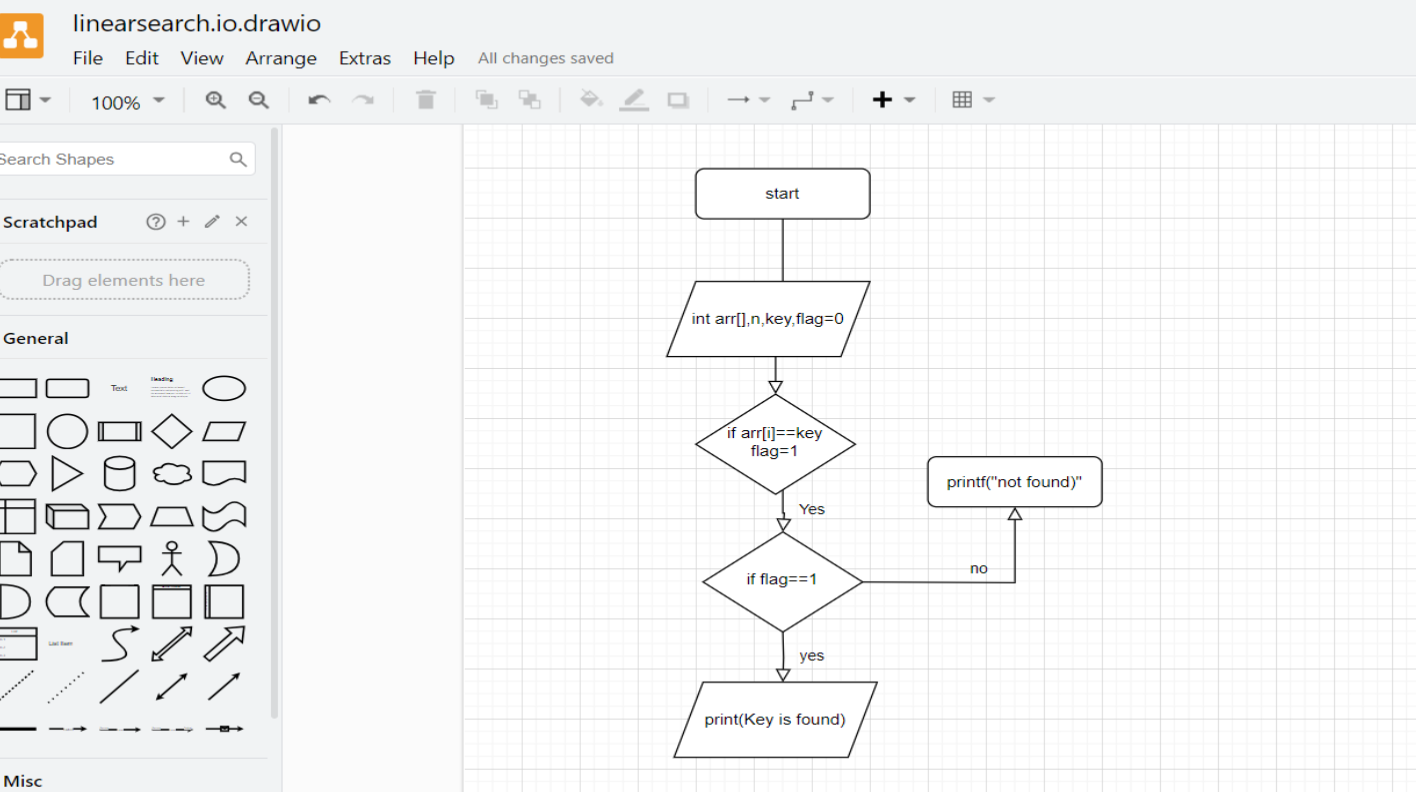 linearsearch.io.drawio
File Edit View Arrange Extras Help All changes saved
100%
Search Shapes
Scratchpad
Drag elements here
General
Text
Heading
List Item
Misc
start
int arr[],n,key,flag=0
if arr[i]==key
flag=1
Yes
printf("not found)"
if flag==1
no
yes
print(Key is found)